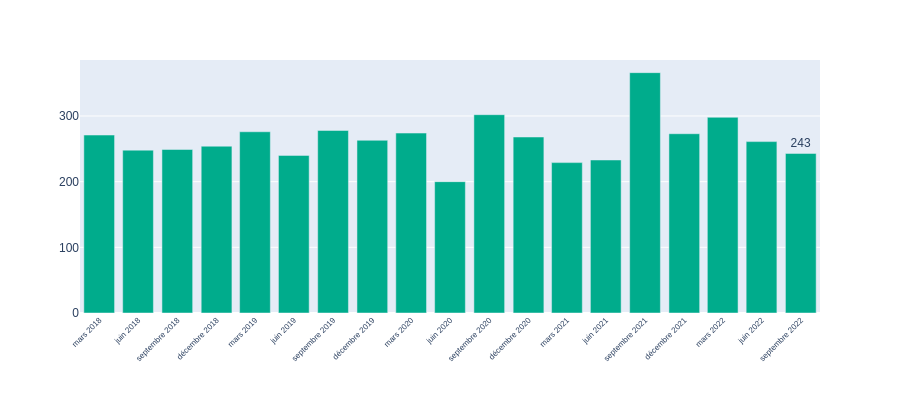 300
200
100
0
243
mars 2018
juin 2018
septembre 2018
décembre 2018
mars 2019
juin 2019
septembre 2019
décembre 2019
mars 2020
juin 2020
septembre 2020
décembre 2020
mars 2021
juin 2021
septembre 2021
décembre 2021
mars 2022
juin 2022
septembre 2022